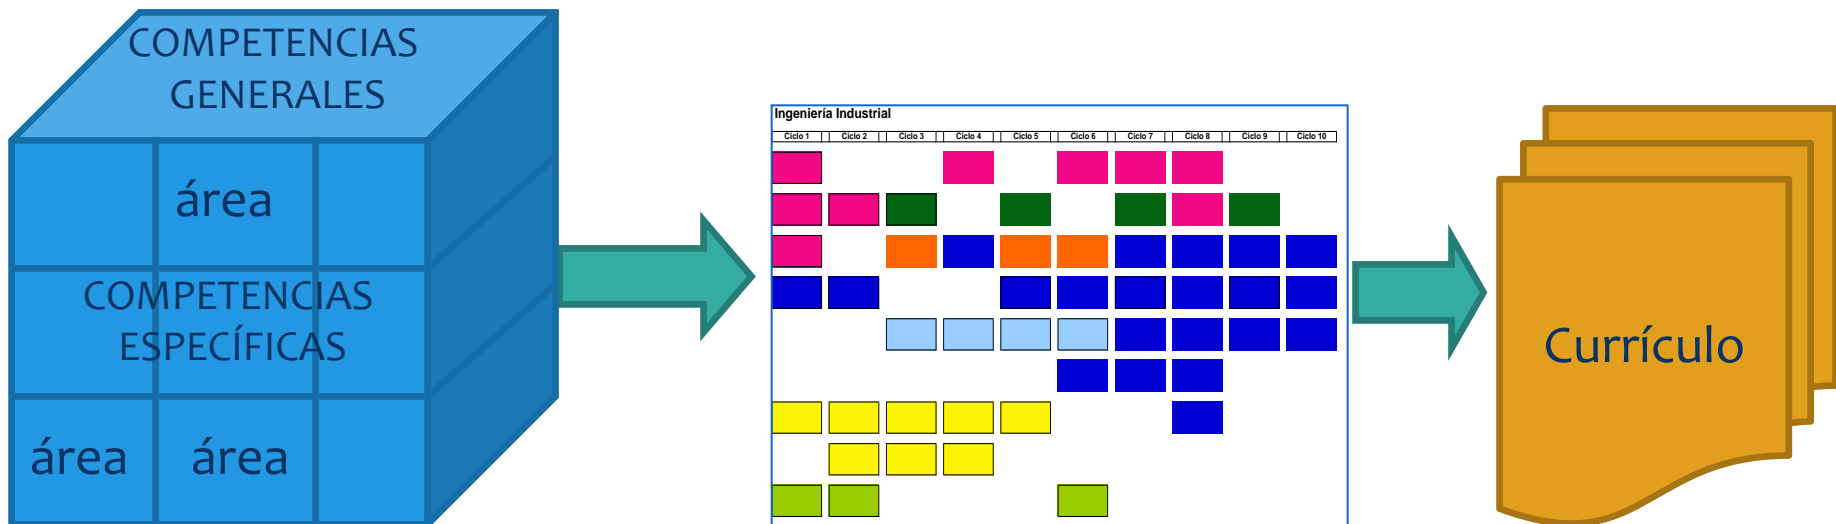 COMPETENCIAS
GENERALES
área
COMPETENCIAS
ESPECÍFICAS
área
área
Ingeniería Industrial
Ciclo 1
Ciclo 2
Ciclo 3
Ciclo 4
Ciclo 5
Ciclo 6
Ciclo 7
Ciclo 8
Ciclo 9
Ciclo 10
Currículo